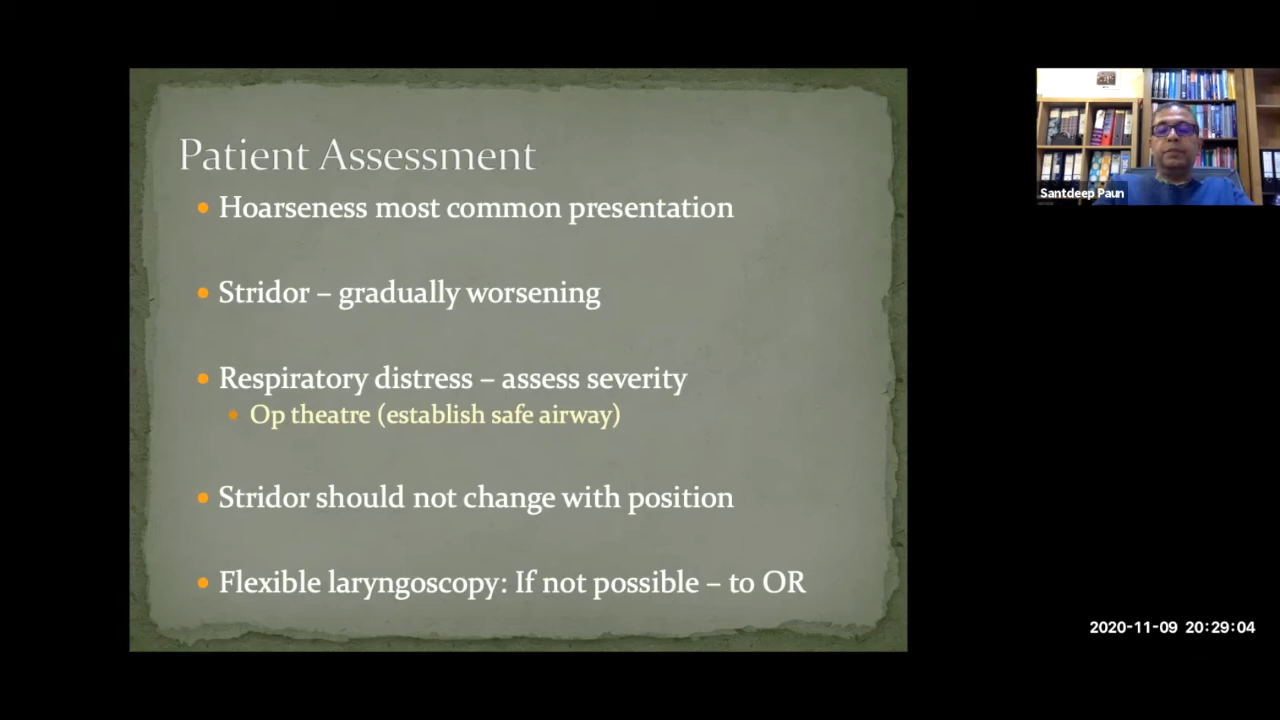 Patient Assessment
Hoarseness most common presentation
Stridor – gradually worsening
Respiratory distress – assess severity
Op theatre (establish safe airway)
Stridor should not change with position
Flexible laryngoscopy: If not possible – to OR
Santdeep Paun
2020-11-09 20:29:04